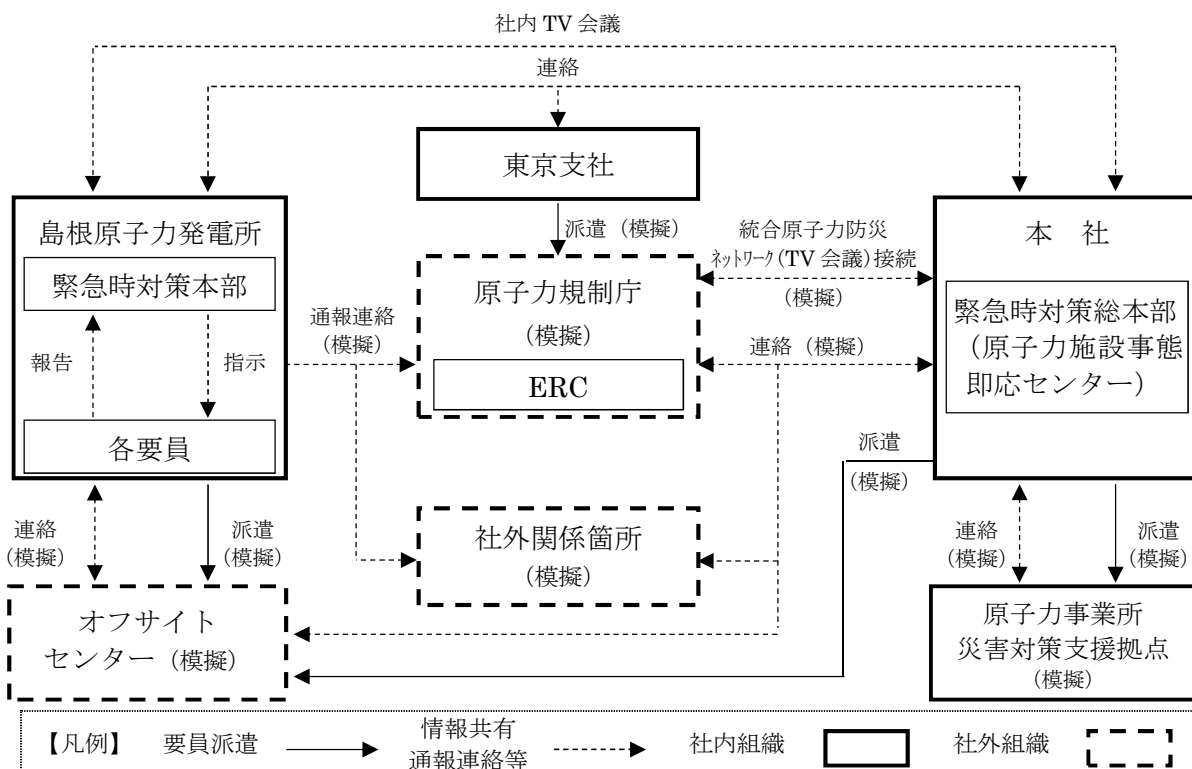 社内 TV 会議
連絡
東京支社
島根原子力発電所
緊急時対策本部
報告
指示
各要員
派遣（模擬）
原子力規制庁
（模擬）
ERC
統合原子力防災
ﾈｯﾄﾜｰｸ（TV 会議）接続
（模擬）
本　社
緊急時対策総本部
（原子力施設事態
即応センター）
通報連絡
（模擬）
連絡（模擬）
派遣
（模擬）
社外関係箇所
（模擬）
連絡
（模擬）
派遣
（模擬）
連絡
（模擬）
派遣
（模擬）
オフサイト
センター（模擬）
原子力事業所
災害対策支援拠点
（模擬）
【凡例】　要員派遣
情報共有
通報連絡等
社内組織
社外組織